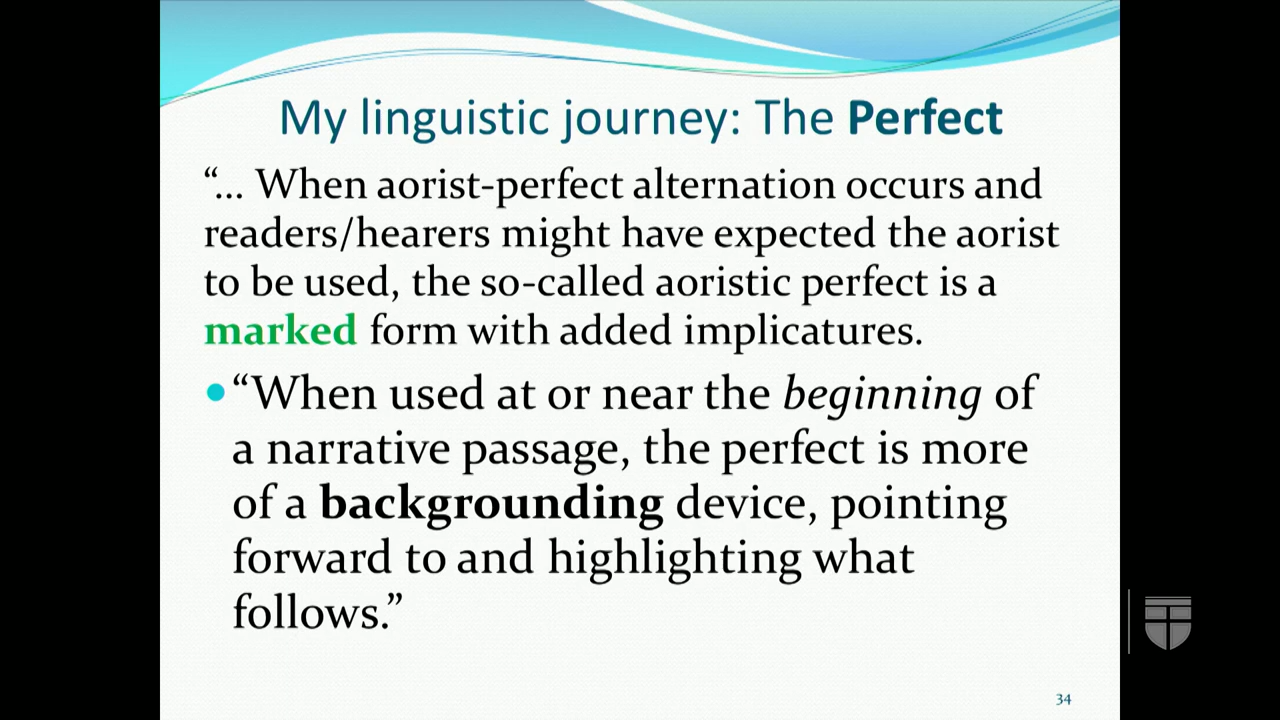 My linguistic journey: The Perfect
“... When aorist-perfect alternation occurs and
readers/hearers might have expected the aorist
to be used, the so-called aoristic perfect is a
marked form with added implicatures.
• “When used at or near the beginning of
a narrative passage, the perfect is more
of a backgrounding device, pointing
forward to and highlighting what
follows.”
34